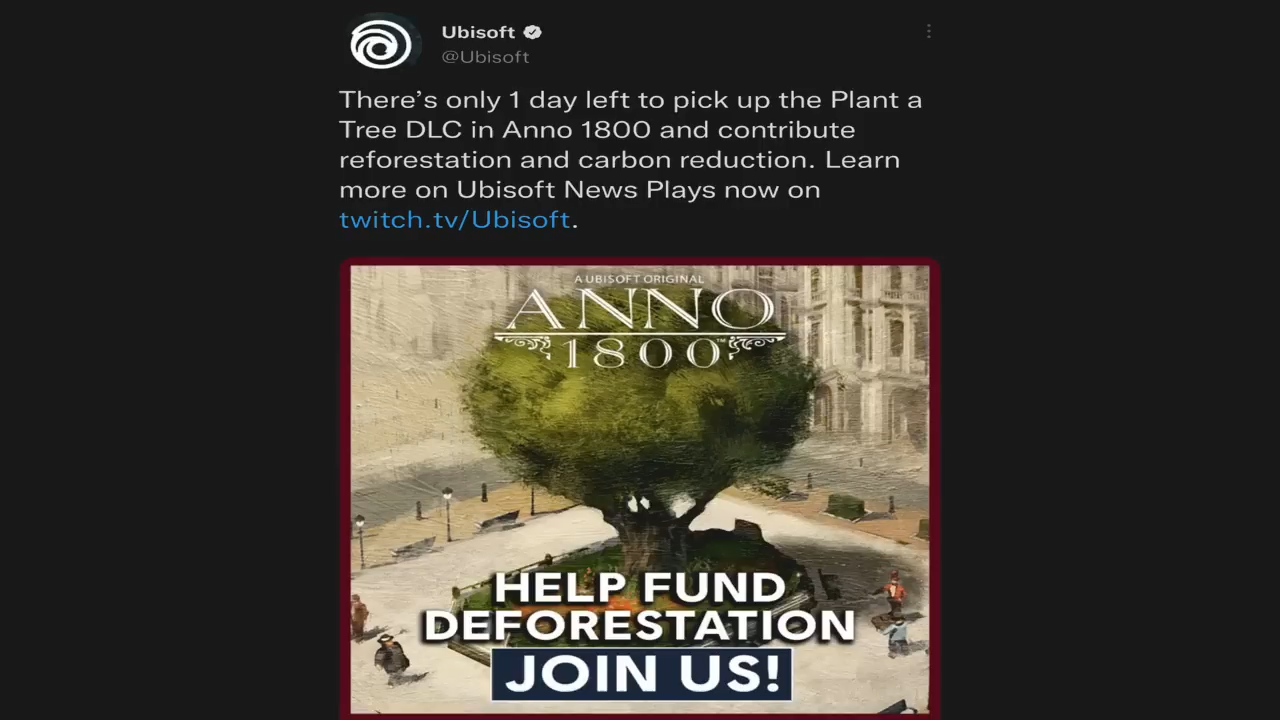 Ubisoft
@Ubisoft
There’s only 1 day left to pick up the Plant a
Tree DLC in Anno 1800 and contribute
reforestation and carbon reduction. Learn
more on Ubisoft News Plays now on
twitch.tv/Ubisoft.
A UBISOFT ORIGINAL
ANNO
1800™
HELP FUND
DEFORESTATION
JOIN US!